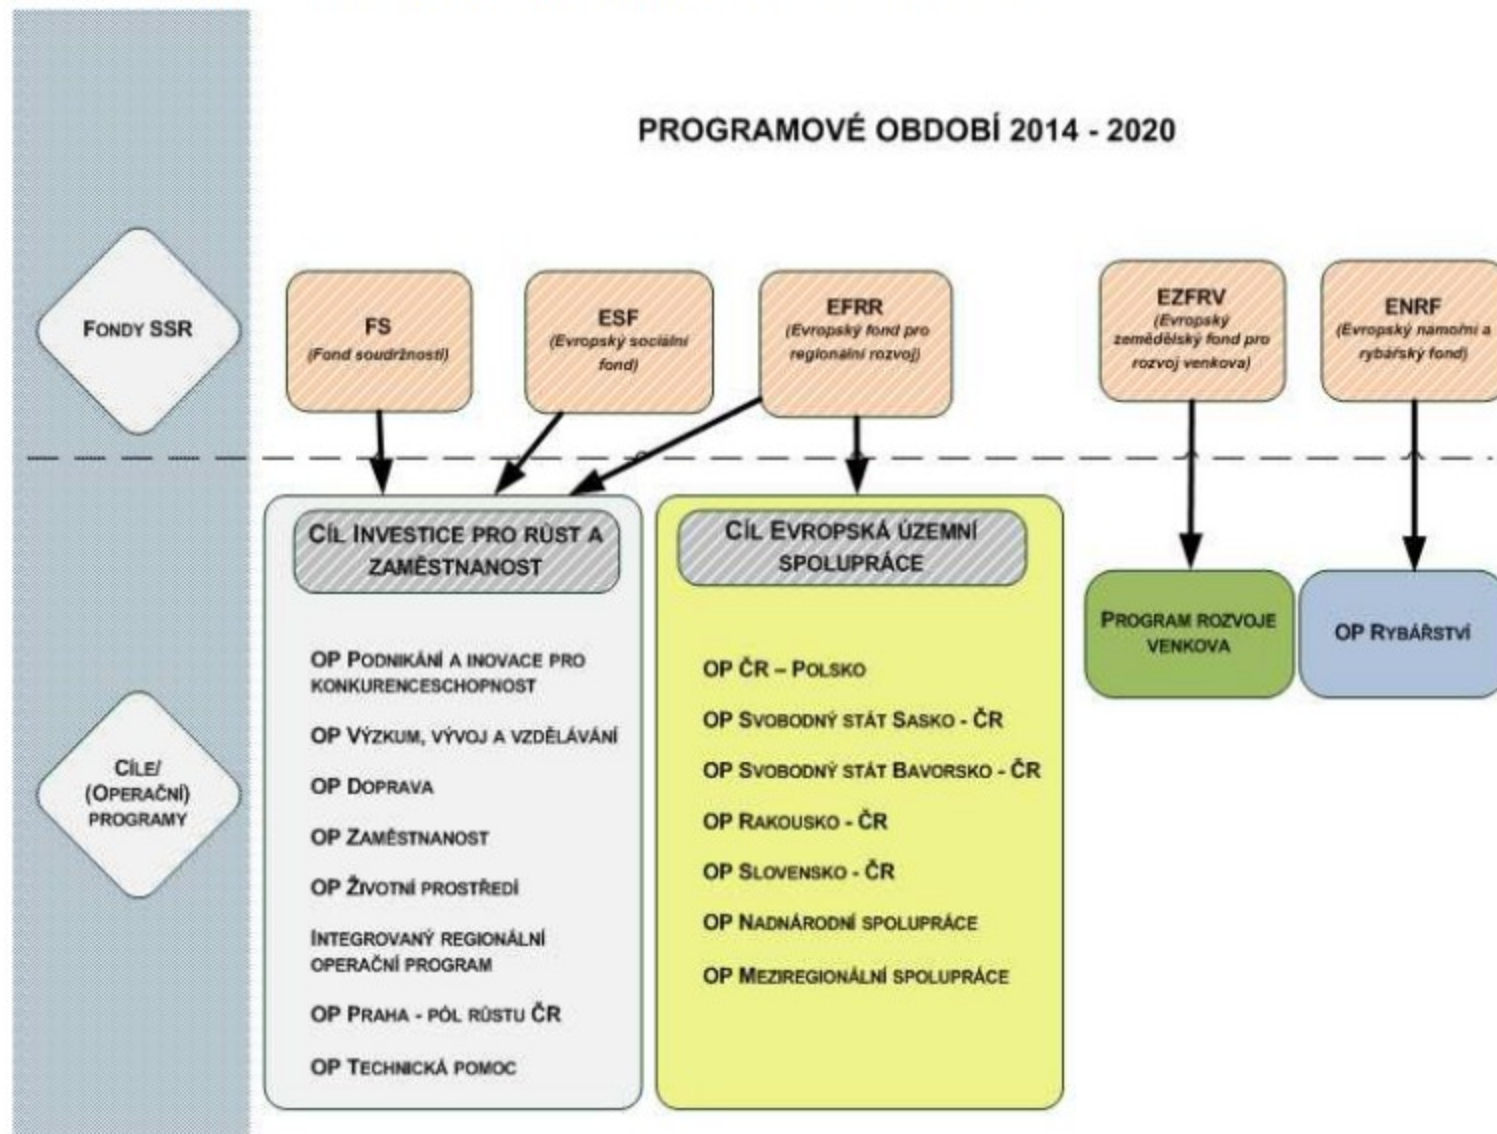 PROGRAMOVÉ OBDOBÍ 2014 - 2020
FONDY SSR
FS
(Fond soudržnosti)
ESF
(Evropský sociální
fond)
EFRR
(Evropský fond pro
regionální rozvoj)
EZFRV
(Evropský
zemědělský fond pro
rozvoj venkova)
ENRF
(Evropský námořní a
rybářský fond)
CÍLE/
(OPERAČNÍ)
PROGRAMY
CÍL INVESTICE PRO RŮST A
ZAMĚSTNANOST
OP PODNIKÁNÍ A INOVACE PRO
KONKURENCESCHOPNOST
OP VÝZKUM, VÝVOJ A VZDĚLÁVÁNÍ
OP DOPRAVA
OP ZAMĚSTNANOST
OP ŽIVOTNÍ PROSTŘEDÍ
INTEGROVANÝ REGIONÁLNÍ
OPERAČNÍ PROGRAM
OP PRAHA - PÓL RŮSTU ČR
OP TECHNICKÁ POMOC
CÍL EVROPSKÁ ÚZEMNÍ
SPOLUPRÁCE
OP ČR – POLSKO
OP SVOBODNÝ STÁT SASKO - ČR
OP SVOBODNÝ STÁT BAVORSKO - ČR
OP RAKOUSKO - ČR
OP SLOVENSKO - ČR
OP NADNÁRODNÍ SPOLUPRÁCE
OP MEZIREGIONÁLNÍ SPOLUPRÁCE
PROGRAM ROZVOJE
VENKOVA
OP RYBÁŘSTVÍ